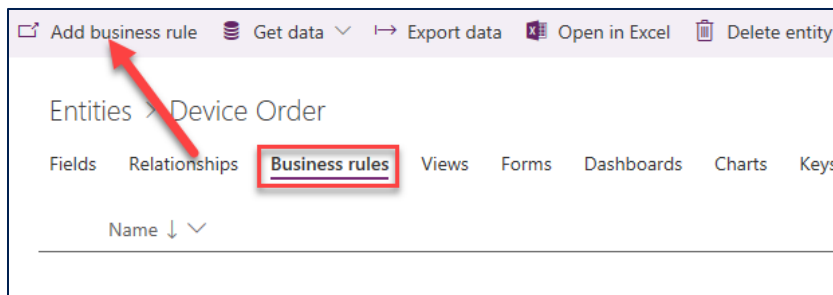 Add business rule Get data Export data Open in Excel Delete entity
Entities > Device Order
Fields Relationships Business rules Views Forms Dashboards Charts Keys
Name